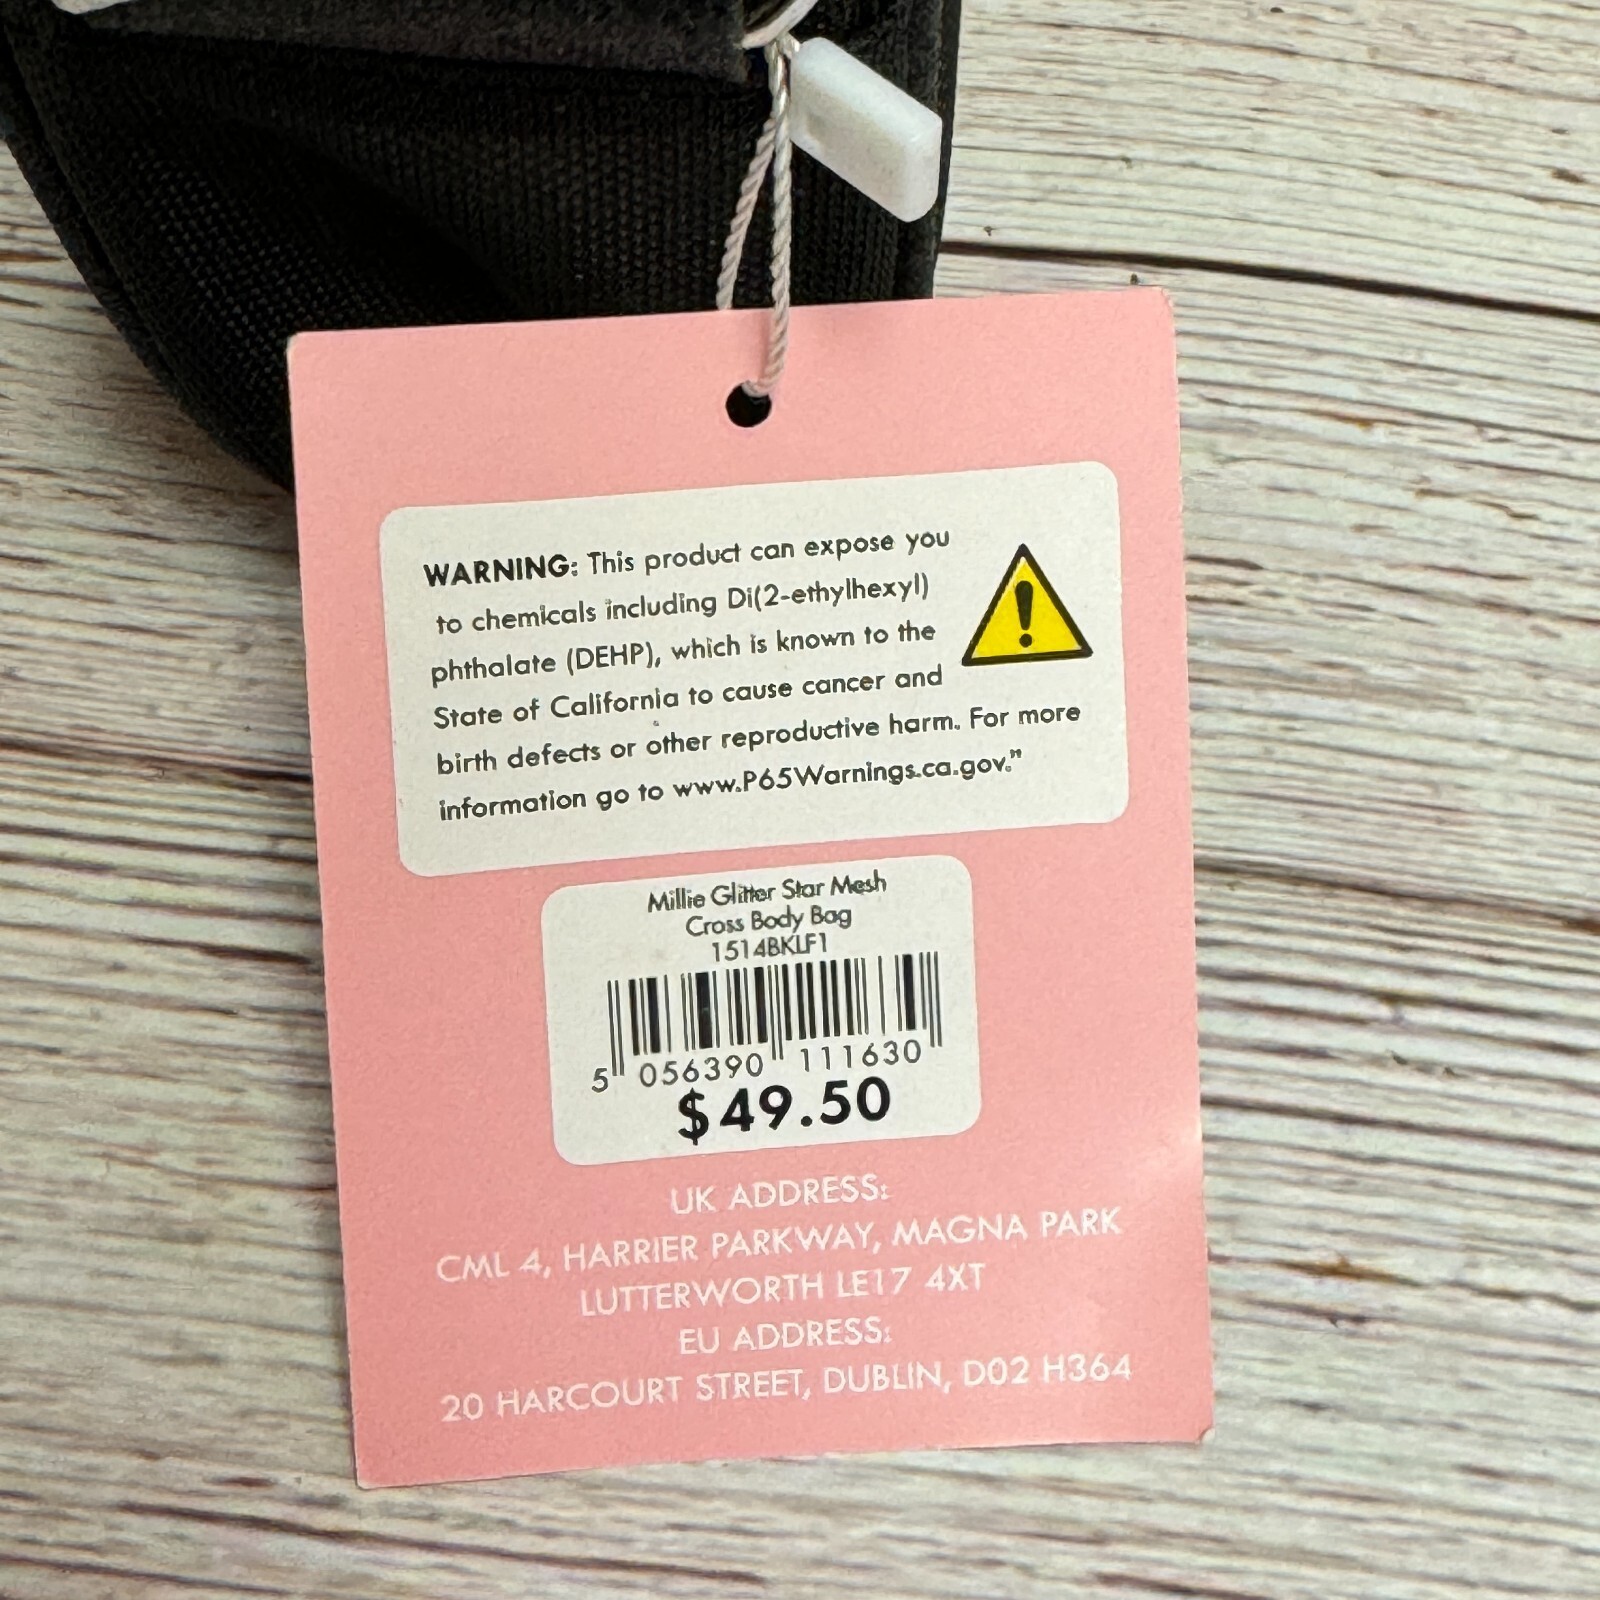 WARNING: This product can expose you
to chemicals including Di(2-ethylhexyl)
phthalate (DEHP), which is known to the
State of California to cause cancer and
birth defects or other reproductive harm. For more
information go to www.P65Warnings.ca.gov."
Millie Glitter Star Mesh
Cross Body Bag
1514BKLF1
5 056390 111630
$49.50
UK ADDRESS:
CML 4, HARRIER PARKWAY, MAGNA PARK
LUTTERWORTH LE17 4XT
EU ADDRESS:
20 HARCOURT STREET, DUBLIN, D02 H364